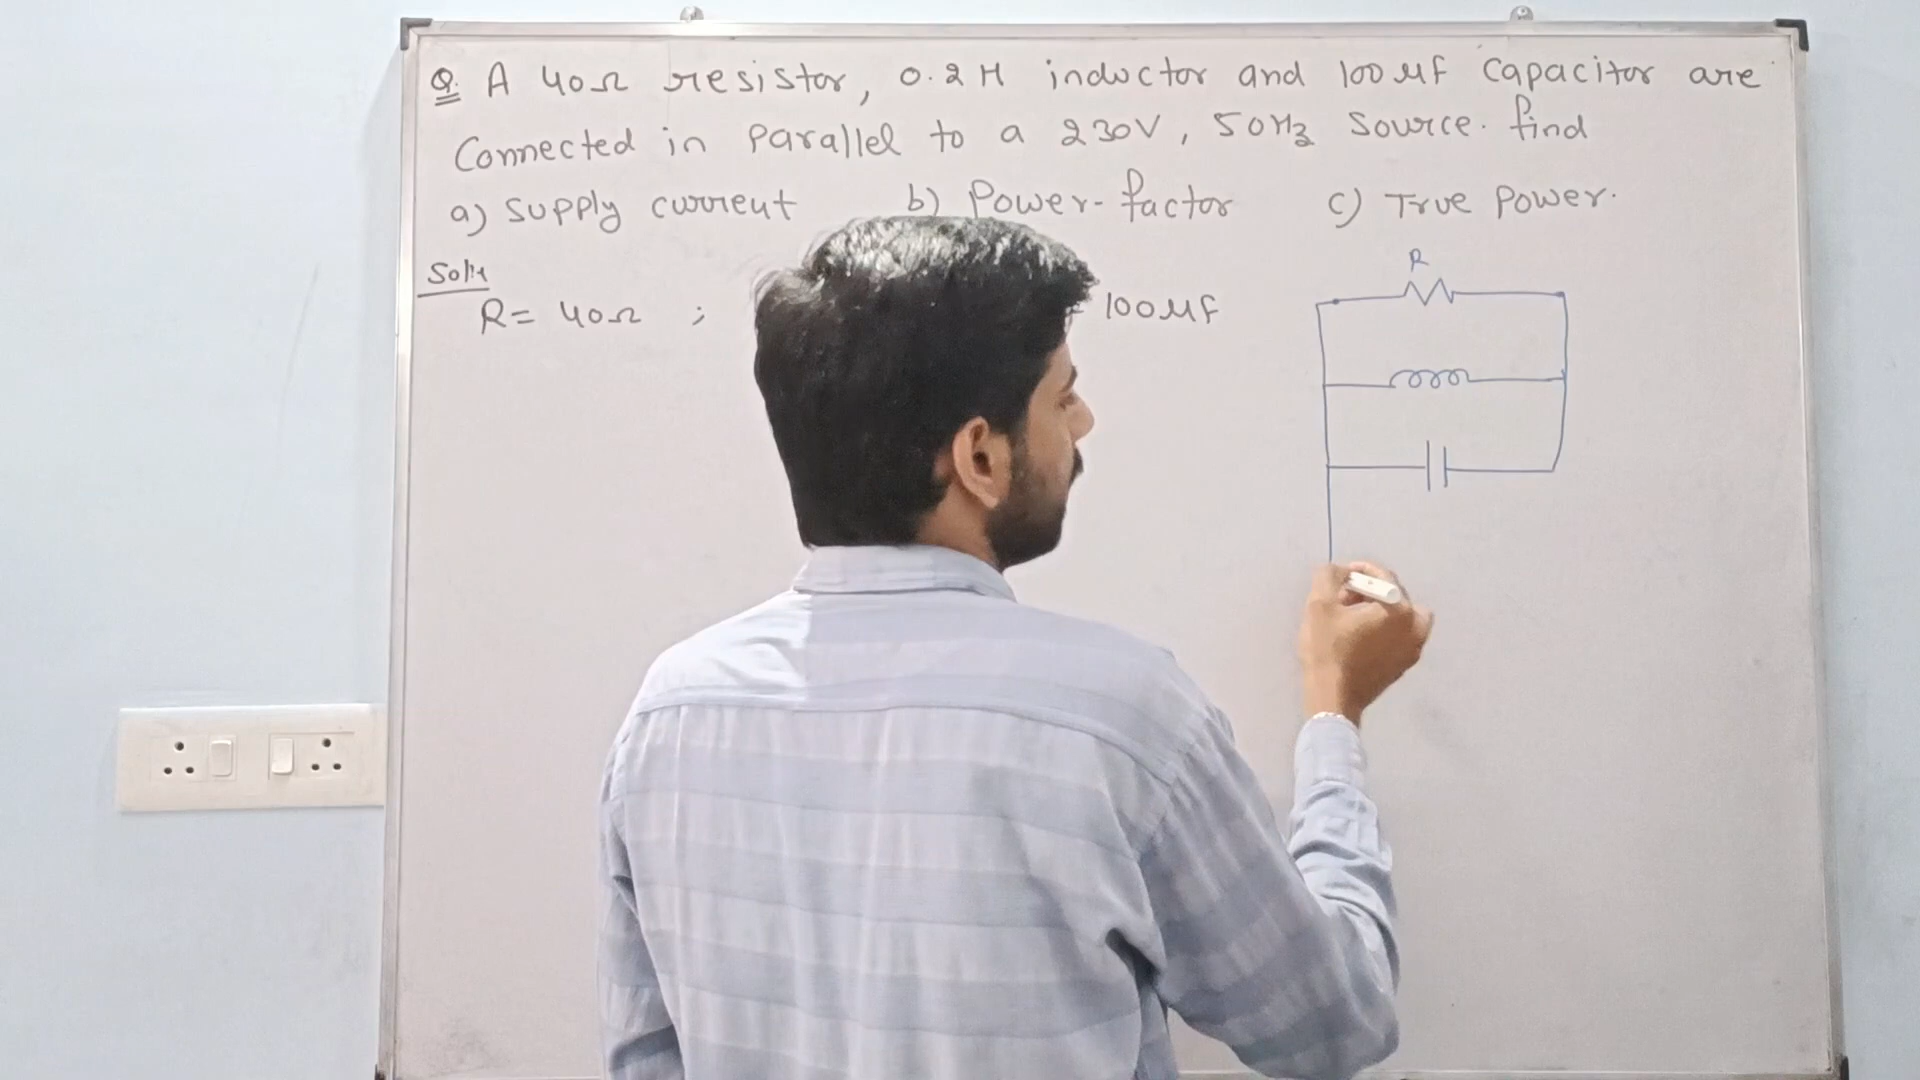 Q. A 40Ω resistor, 0.2H inductor and 100μf Capacitor are
Connected in parallel to a 230V, 50Hz Source. find
a) Supply current b) Power-factor c) True Power.
Soln
R
R= 40Ω ; = 100μf